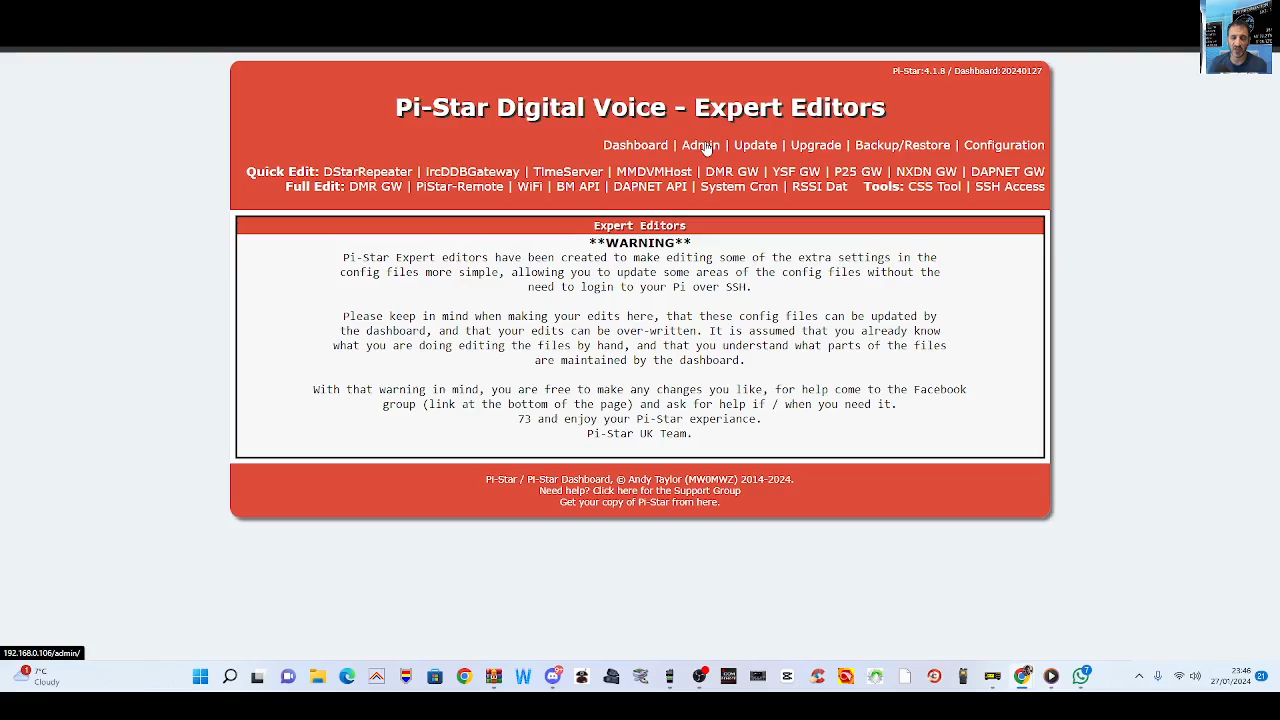 Pi-Star:4.1.8 / Dashboard:20240127
Pi-Star Digital Voice - Expert Editors
Dashboard | Admin | Update | Upgrade | Backup/Restore | Configuration
Quick Edit: DStarRepeater | ircDDBGateway | TimeServer | MMDVMHost | DMR GW | YSF GW | P25 GW | NXDN GW | DAPNET GW
Full Edit: DMR GW | PiStar-Remote | WiFi | BM API | DAPNET API | System Cron | RSSI Dat Tools: CSS Tool | SSH Access
Expert Editors
**WARNING**
Pi-Star Expert editors have been created to make editing some of the extra settings in the
config files more simple, allowing you to update some areas of the config files without the
need to login to your Pi over SSH.
Please keep in mind when making your edits here, that these config files can be updated by
the dashboard, and that your edits can be over-written. It is assumed that you already know
what you are doing editing the files by hand, and that you understand what parts of the files
are maintained by the dashboard.
With that warning in mind, you are free to make any changes you like, for help come to the Facebook
group (link at the bottom of the page) and ask for help if / when you need it.
73 and enjoy your Pi-Star experiance.
Pi-Star UK Team.
Pi-Star / Pi-Star Dashboard, © Andy Taylor (MW0MWZ) 2014-2024.
Need help? Click here for the Support Group
Get your copy of Pi-Star from here.
192.168.0.106/admin/
7°C
Cloudy
23:46
27/01/2024
21